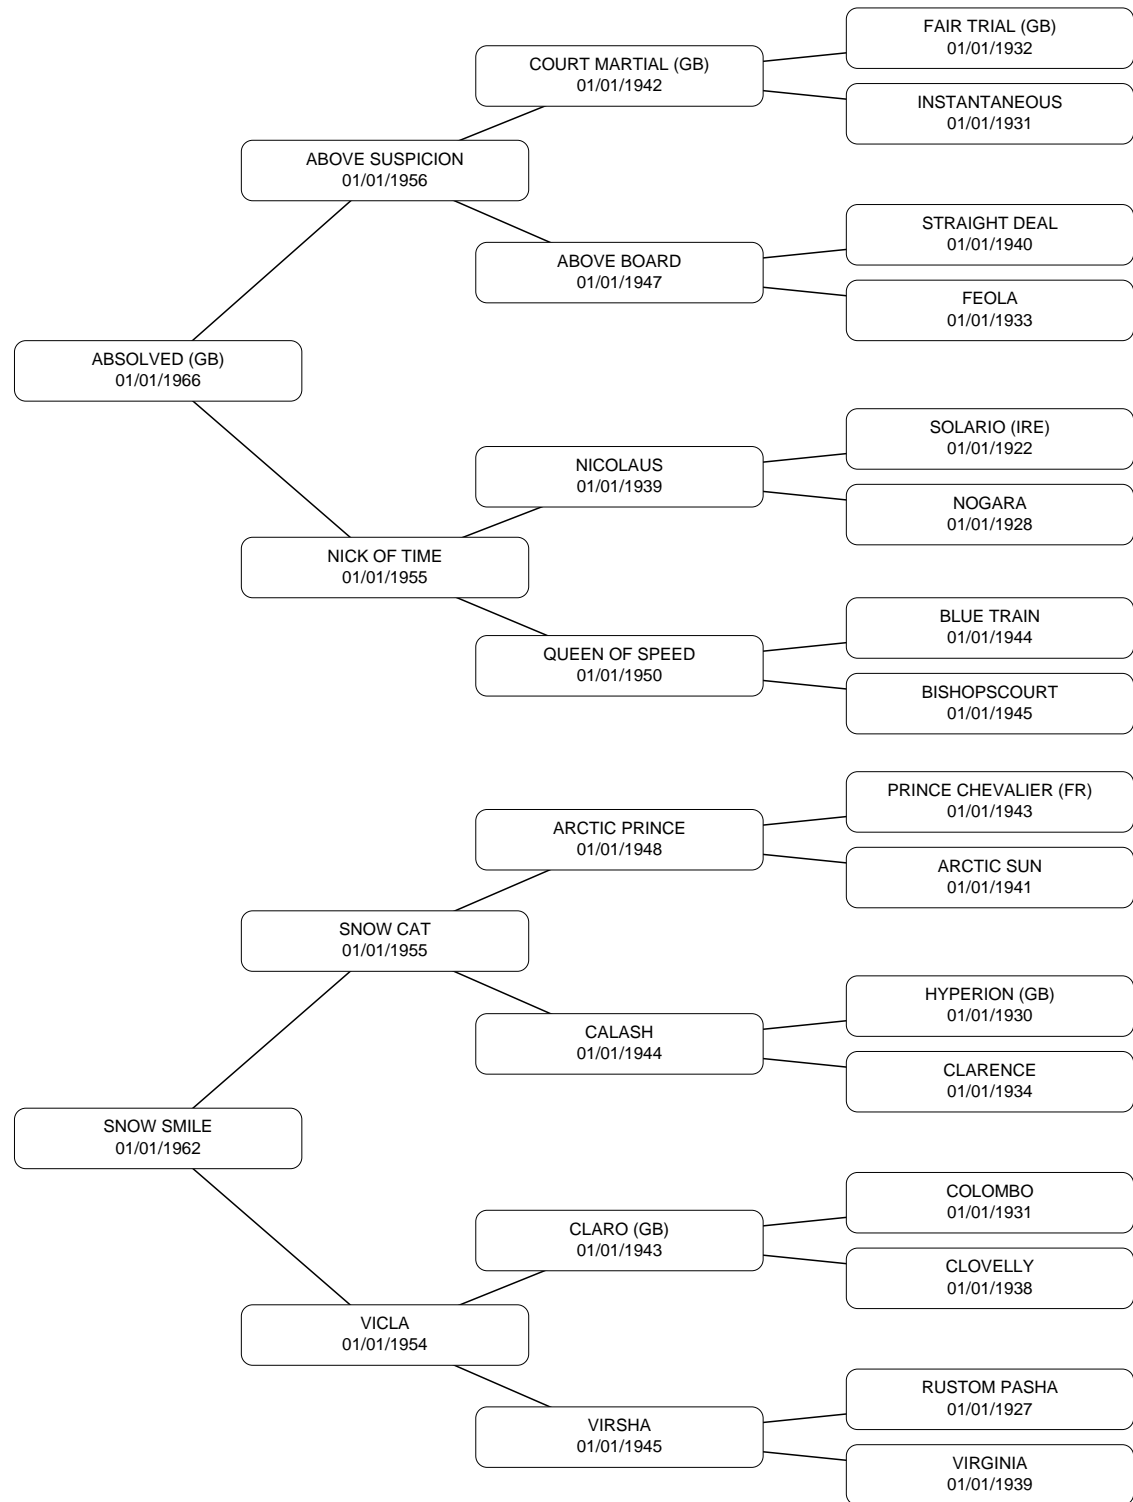 FAIR TRIAL (GB)
01/01/1932
COURT MARTIAL (GB)
01/01/1942
INSTANTANEOUS
01/01/1931
ABOVE SUSPICION
01/01/1956
STRAIGHT DEAL
01/01/1940
ABOVE BOARD
01/01/1947
FEOLA
01/01/1933
ABSOLVED (GB)
01/01/1966
SOLARIO (IRE)
01/01/1922
NICOLAUS
01/01/1939
NOGARA
01/01/1928
NICK OF TIME
01/01/1955
BLUE TRAIN
01/01/1944
QUEEN OF SPEED
01/01/1950
BISHOPSCOURT
01/01/1945
PRINCE CHEVALIER (FR)
01/01/1943
ARCTIC PRINCE
01/01/1948
ARCTIC SUN
01/01/1941
SNOW CAT
01/01/1955
HYPERION (GB)
01/01/1930
CALASH
01/01/1944
CLARENCE
01/01/1934
SNOW SMILE
01/01/1962
COLOMBO
01/01/1931
CLARO (GB)
01/01/1943
CLOVELLY
01/01/1938
VICLA
01/01/1954
RUSTOM PASHA
01/01/1927
VIRSHA
01/01/1945
VIRGINIA
01/01/1939